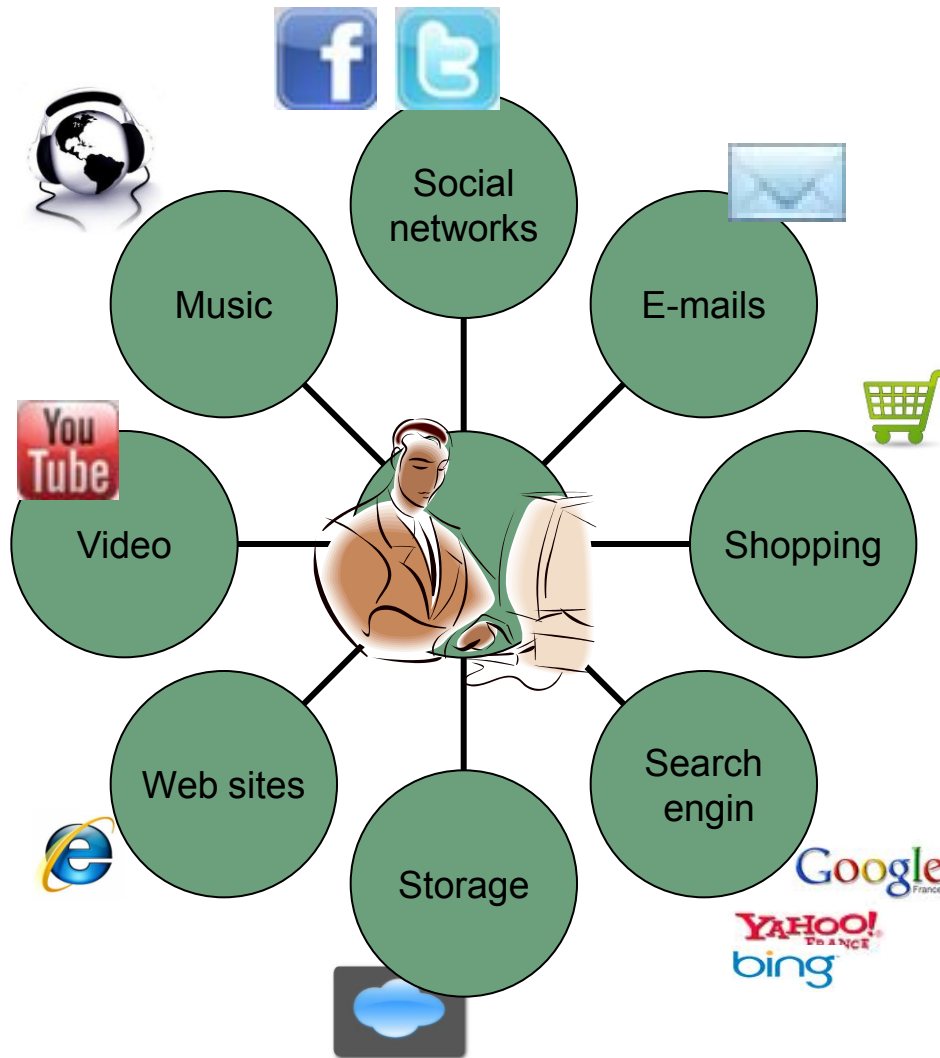 f
t
Social
networks
Music
E-mails
You
Tube
Video
Shopping
Web sites
Search
engin
Storage
e
Google
France
YAHOO!
FRANCE
bing